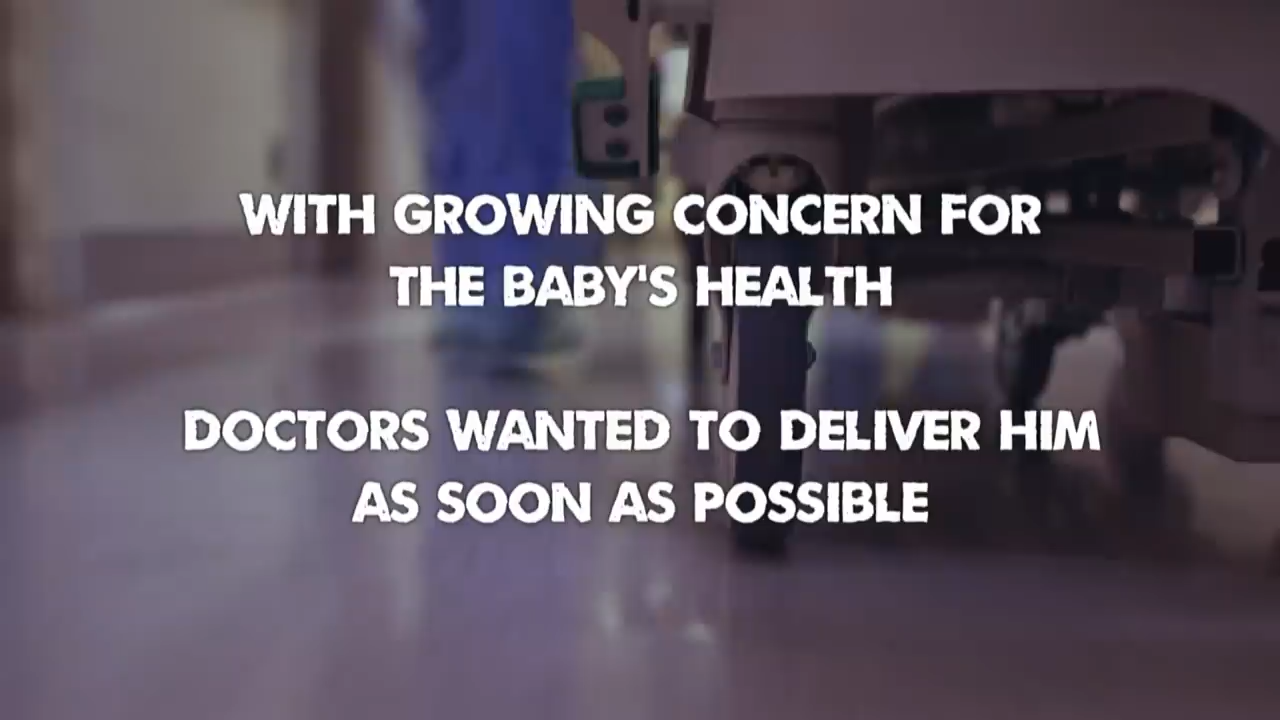 WITH GROWING CONCERN FOR
THE BABY'S HEALTH
DOCTORS WANTED TO DELIVER HIM
AS SOON AS POSSIBLE